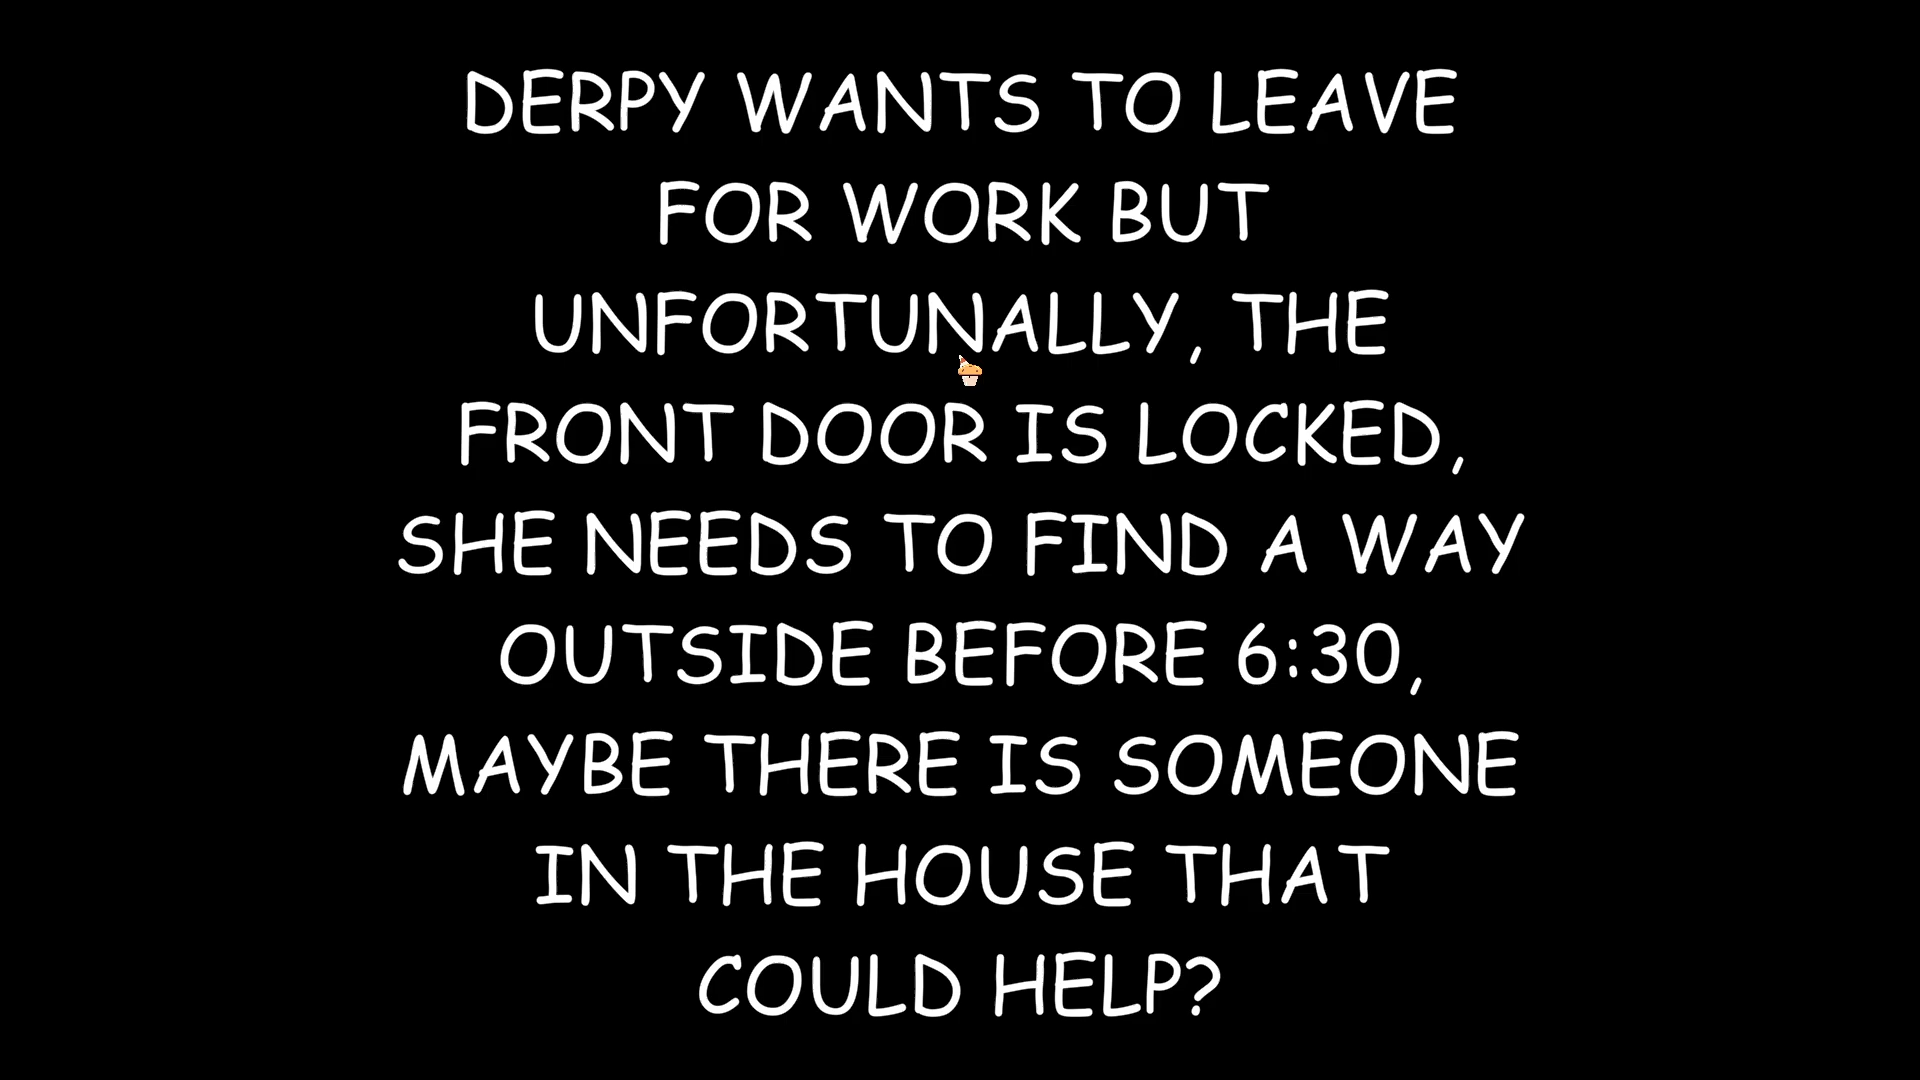 DERPY WANTS TO LEAVE
FOR WORK BUT
UNFORTUNALLY, THE
FRONT DOOR IS LOCKED,
SHE NEEDS TO FIND A WAY
OUTSIDE BEFORE 6:30,
MAYBE THERE IS SOMEONE
IN THE HOUSE THAT
COULD HELP?